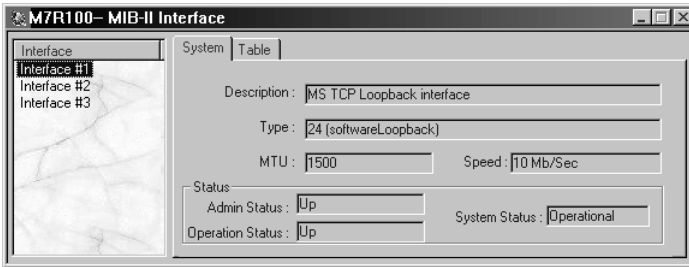 M7R100– MIB-II Interface
Interface
Interface #1
Interface #2
Interface #3
System
Table
Description : MS TCP Loopback interface
Type : 24 (softwareLoopback)
MTU : 1500
Speed : 10 Mb/Sec
Status
Admin Status : Up
Operation Status : Up
System Status : Operational